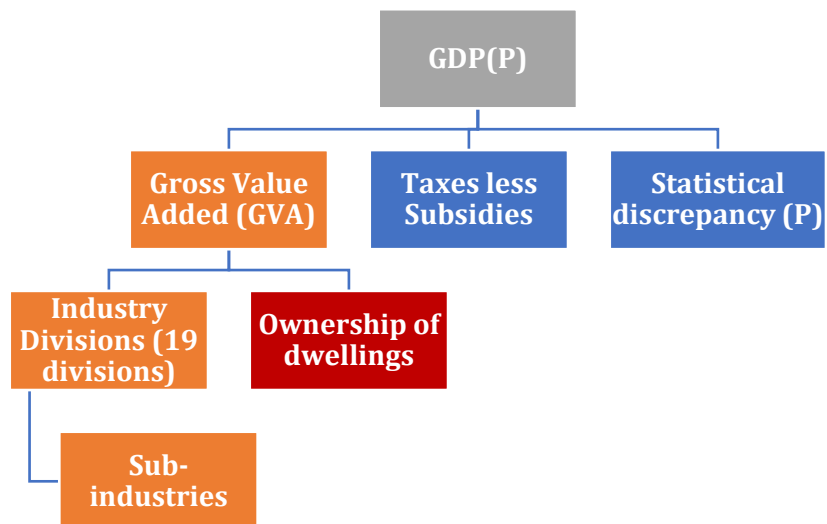 GDP(P)
Gross Value
Added (GVA)
Taxes less
Subsidies
Statistical
discrepancy (P)
Industry
Divisions (19
divisions)
Ownership of
dwellings
Sub-
industries